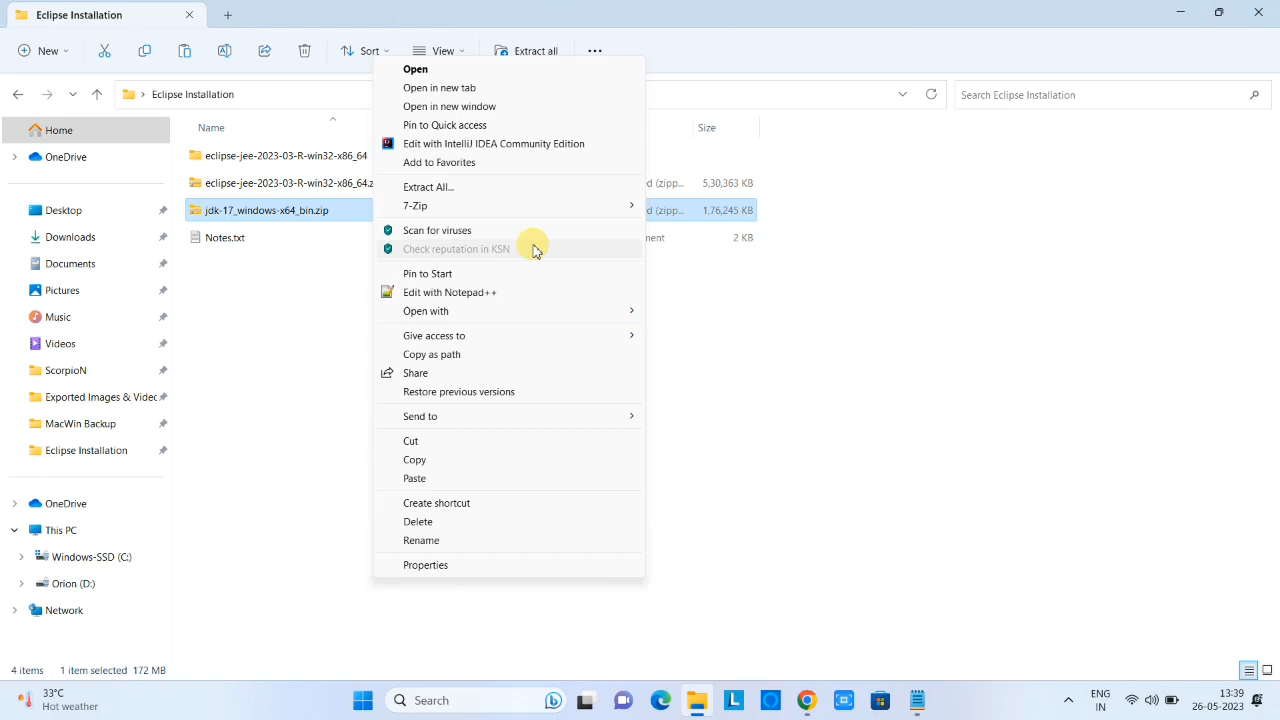 Eclipse Installation
New
Sort
View
Extract all
Eclipse Installation
Search Eclipse Installation
Home
OneDrive
Desktop
Downloads
Documents
Pictures
Music
Videos
ScorpioN
Exported Images & Videc
MacWin Backup
Eclipse Installation
OneDrive
This PC
Windows-SSD (C:)
Orion (D:)
Network
Name
Size
eclipse-jee-2023-03-R-win32-x86_64
eclipse-jee-2023-03-R-win32-x86_64.z
d (zipp...
5,30,363 KB
jdk-17_windows-x64_bin.zip
d (zipp...
1,76,245 KB
Notes.txt
ment
2 KB
Open
Open in new tab
Open in new window
Pin to Quick access
Edit with IntelliJ IDEA Community Edition
Add to Favorites
Extract All...
7-Zip
Scan for viruses
Check reputation in KSN
Pin to Start
Edit with Notepad++
Open with
Give access to
Copy as path
Share
Restore previous versions
Send to
Cut
Copy
Paste
Create shortcut
Delete
Rename
Properties
4 items 1 item selected 172 MB
33°C
Hot weather
Search
L
ENG
IN
13:39
26-05-2023